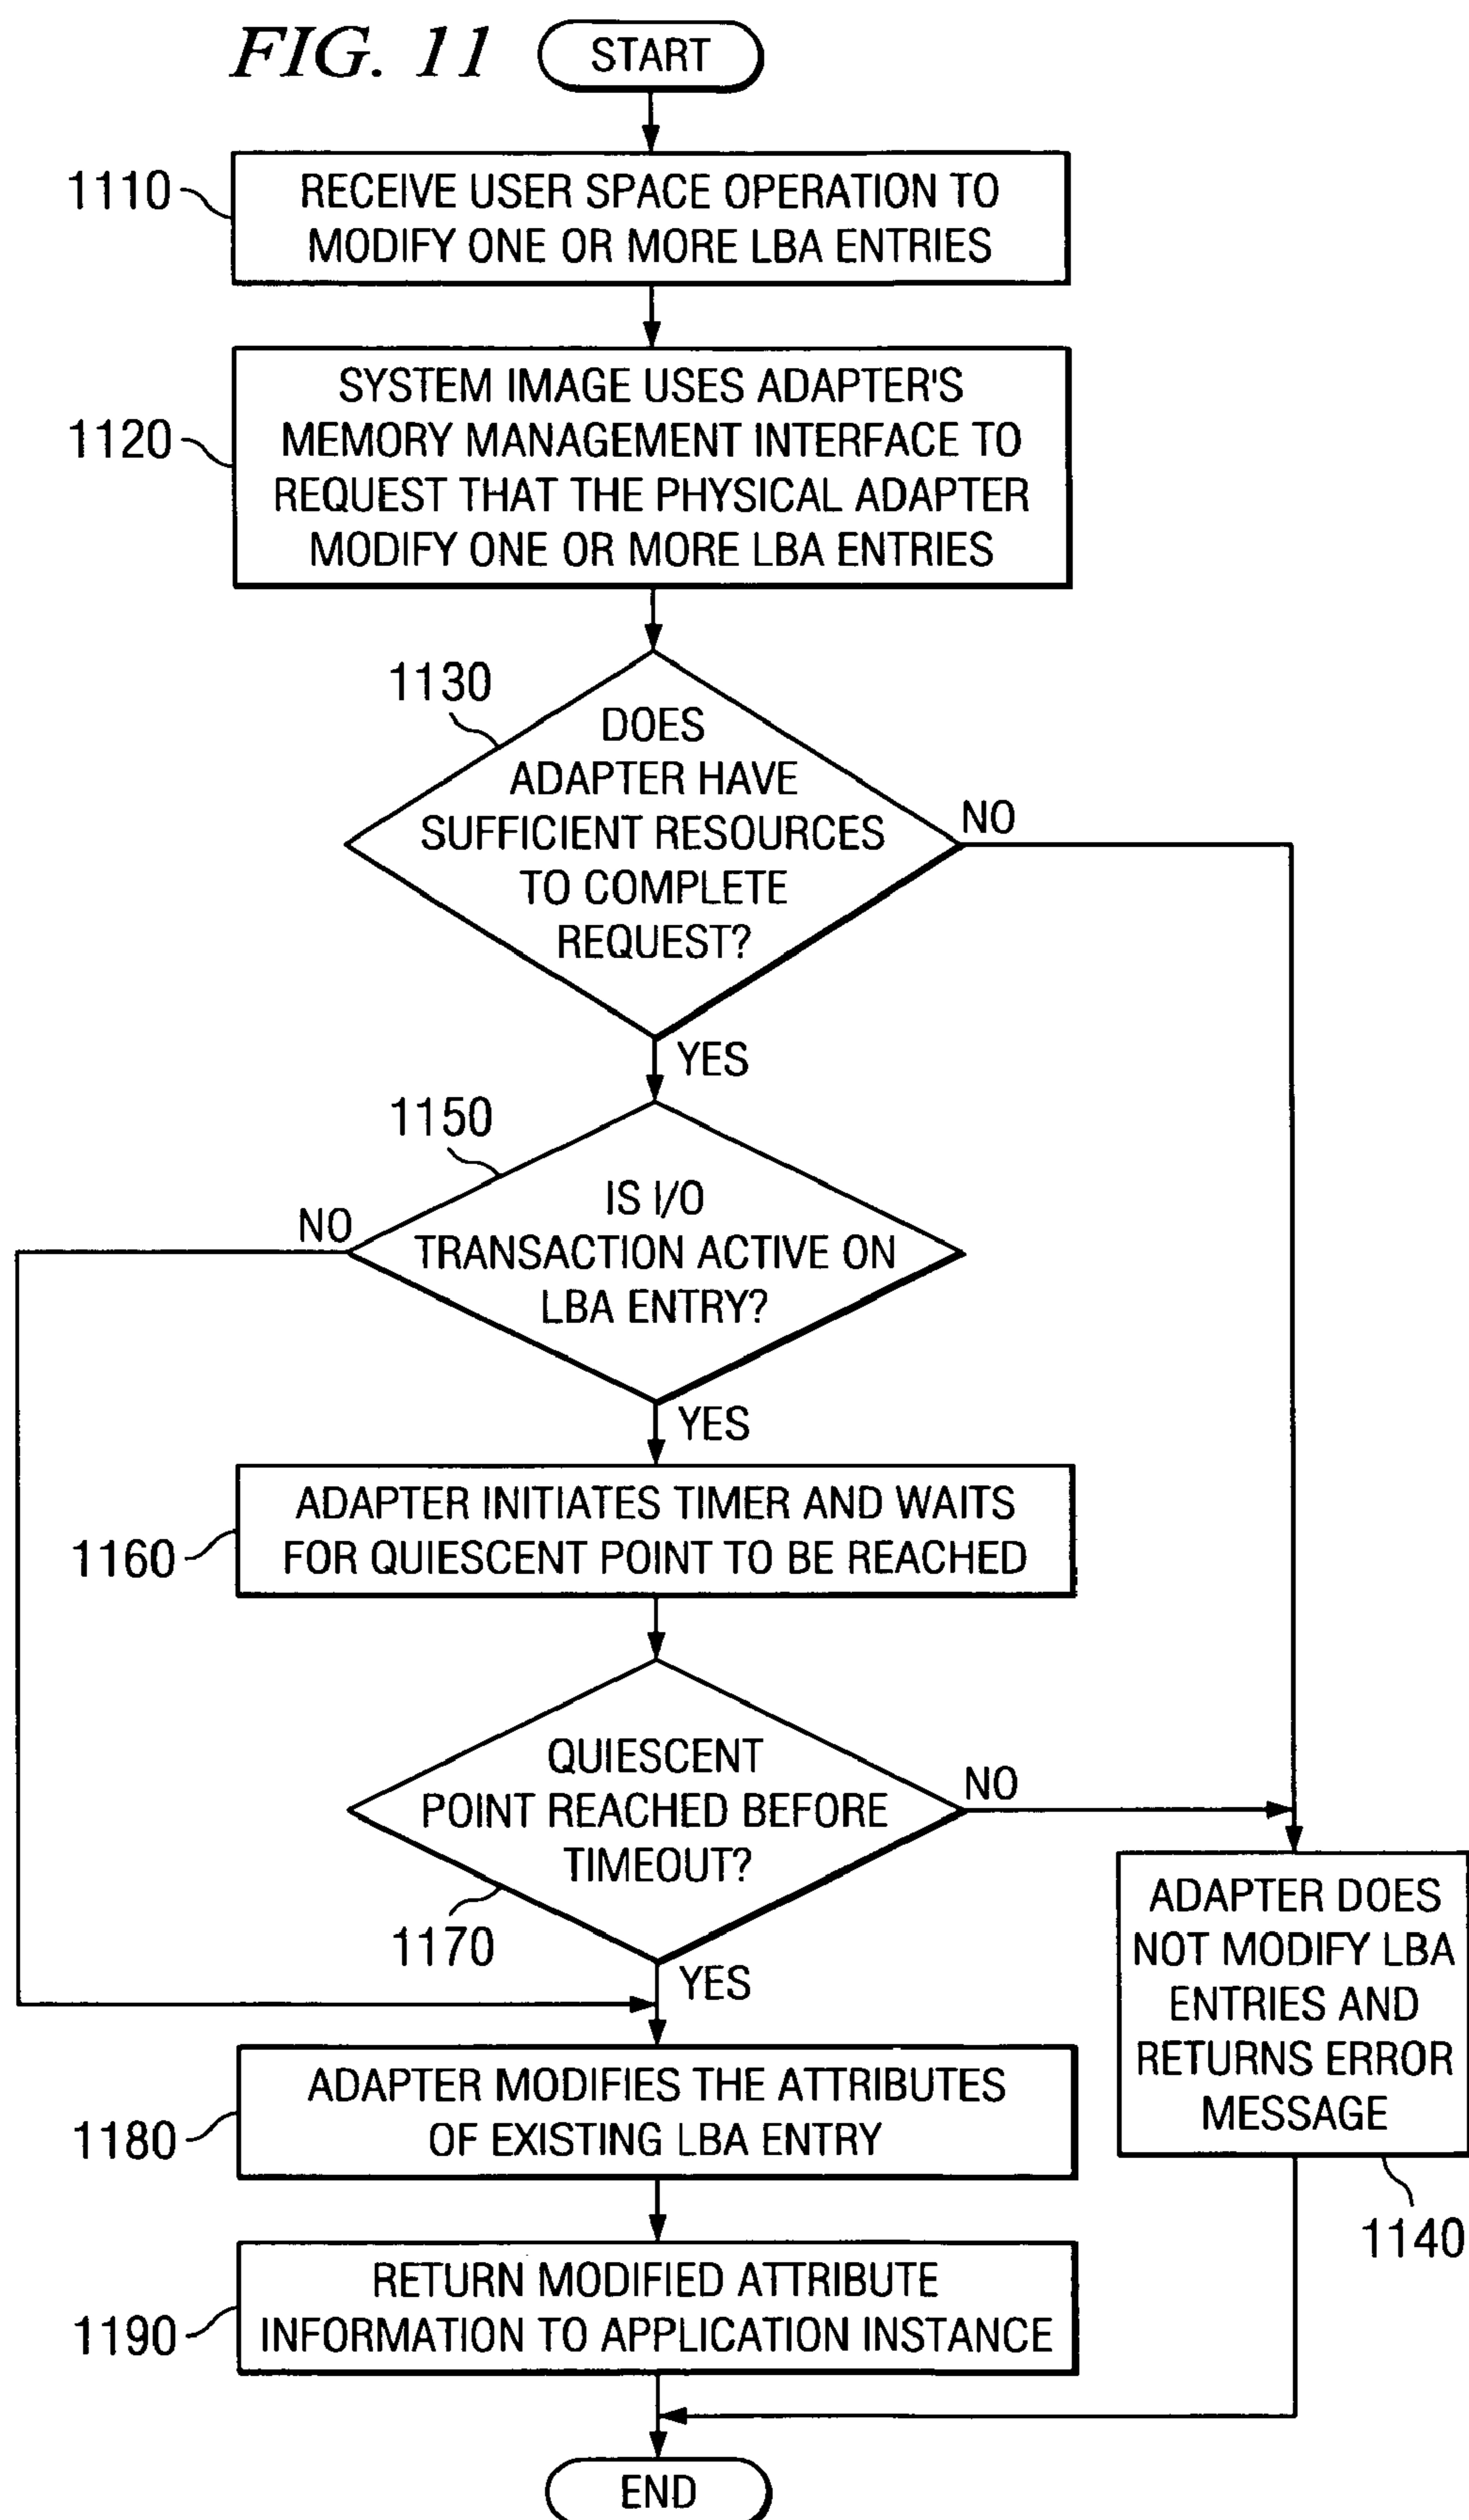 FIG. 11
START
1110
RECEIVE USER SPACE OPERATION TO
MODIFY ONE OR MORE LBA ENTRIES
1120
SYSTEM IMAGE USES ADAPTER'S
MEMORY MANAGEMENT INTERFACE TO
REQUEST THAT THE PHYSICAL ADAPTER
MODIFY ONE OR MORE LBA ENTRIES
1130
DOES
ADAPTER HAVE
SUFFICIENT RESOURCES
TO COMPLETE
REQUEST?
NO
YES
1150
IS I/O
TRANSACTION ACTIVE ON
LBA ENTRY?
NO
YES
1160
ADAPTER INITIATES TIMER AND WAITS
FOR QUIESCENT POINT TO BE REACHED
QUIESCENT
POINT REACHED BEFORE
TIMEOUT?
NO
1170
YES
ADAPTER DOES
NOT MODIFY LBA
ENTRIES AND
RETURNS ERROR
MESSAGE
1140
1180
ADAPTER MODIFIES THE ATTRIBUTES
OF EXISTING LBA ENTRY
1190
RETURN MODIFIED ATTRIBUTE
INFORMATION TO APPLICATION INSTANCE
END